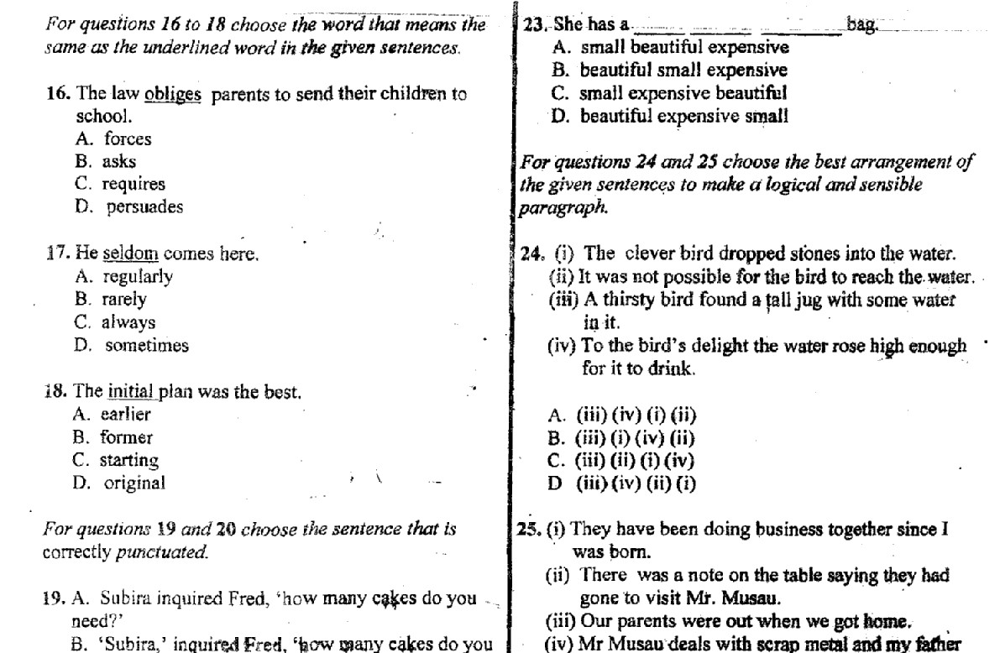 For questions 16 to 18 choose the word that means the
same as the underlined word in the given sentences.
16. The law obliges parents to send their children to
school.
A. forces
B. asks
C. requires
D. persuades
17. He seldom comes here.
A. regularly
B. rarely
C. always
D. sometimes
18. The initial plan was the best.
A. earlier
B. former
C. starting
D. original
For questions 19 and 20 choose the sentence that is
correctly punctuated.
19. A. Subira inquired Fred, ‘how many cakes do you
need?’
B. ‘Subira,’ inquired Fred, ‘how many cakes do you
23. She has a ______ ______ ______ bag.
A. small beautiful expensive
B. beautiful small expensive
C. small expensive beautiful
D. beautiful expensive small
For questions 24 and 25 choose the best arrangement of
the given sentences to make a logical and sensible
paragraph.
24. (i) The clever bird dropped stones into the water.
(ii) It was not possible for the bird to reach the water.
(iii) A thirsty bird found a tall jug with some water
in it.
(iv) To the bird’s delight the water rose high enough
for it to drink.
A. (iii) (iv) (i) (ii)
B. (iii) (i) (iv) (ii)
C. (iii) (ii) (i) (iv)
D (iii) (iv) (ii) (i)
25. (i) They have been doing business together since I
was born.
(ii) There was a note on the table saying they had
gone to visit Mr. Musau.
(iii) Our parents were out when we got home.
(iv) Mr Musau deals with scrap metal and my father